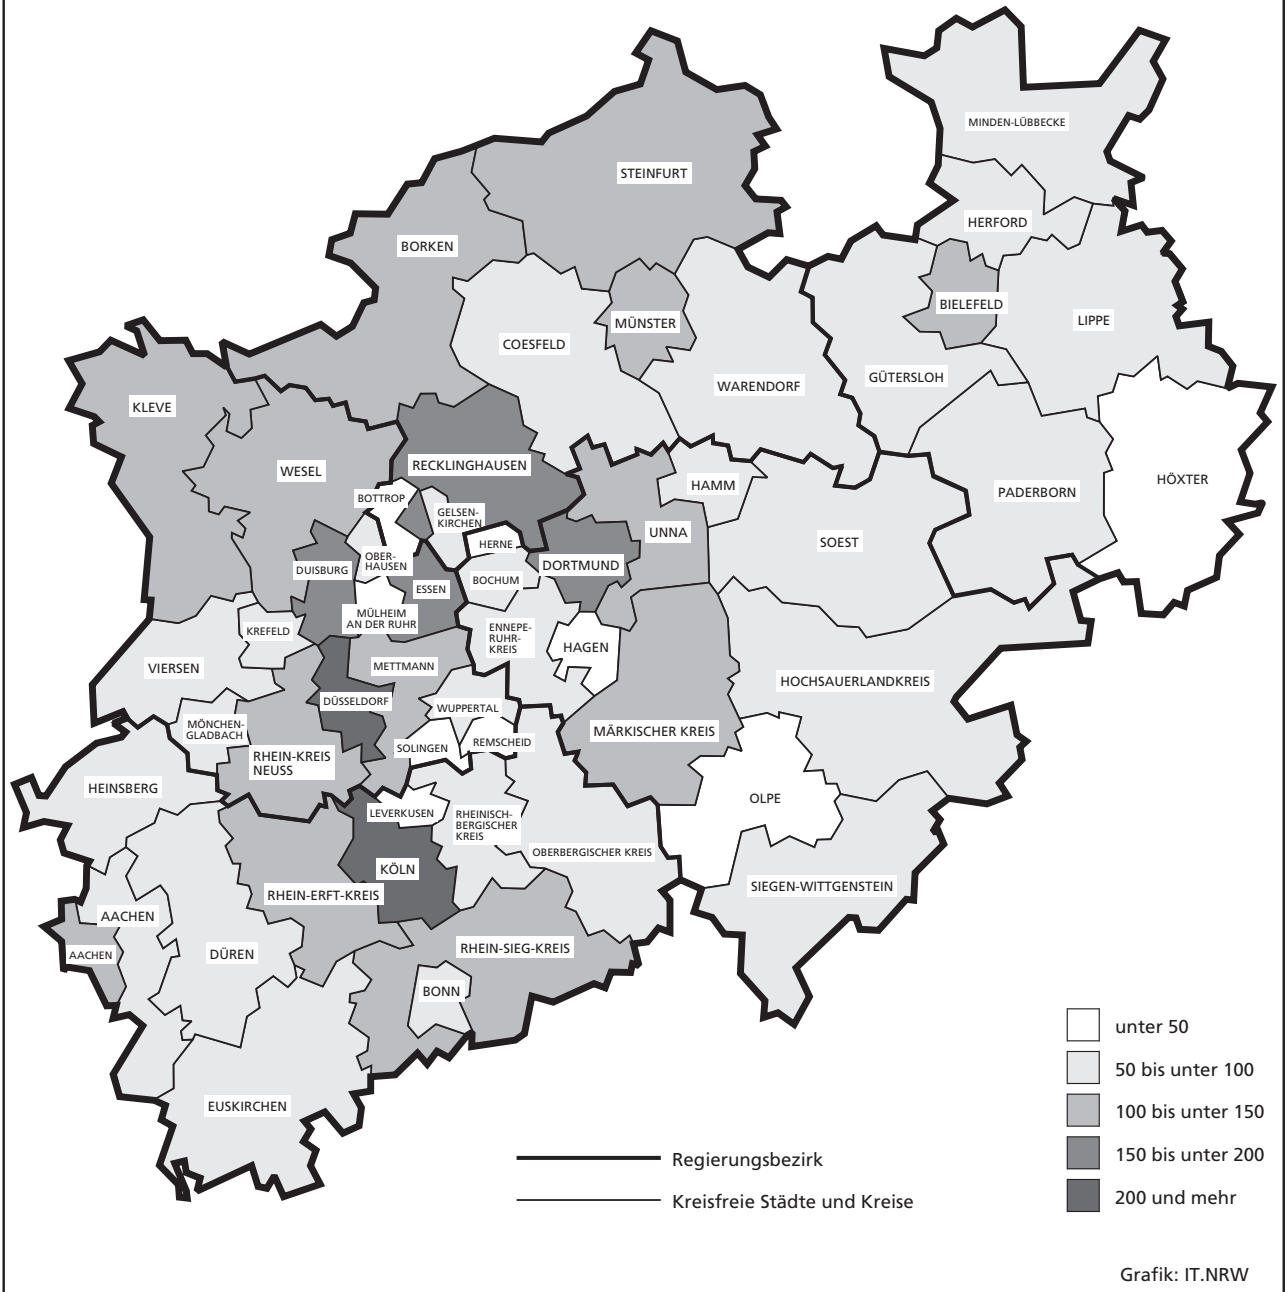 MINDEN-LÜBBECKE
STEINFURT
HERFORD
BORKEN
BIELEFELD
MÜNSTER
LIPPE
COESFELD
GÜTERSLOH
WARENDORF
KLEVE
RECKLINGHAUSEN
WESEL
HÖXTER
HAMM
PADERBORN
BOTTROP
GELSEN-
KIRCHEN
UNNA
SOEST
HERNE
OBER-
HAUSEN
DORTMUND
DUISBURG
BOCHUM
ESSEN
MÜLHEIM
AN DER RUHR
KREFELD
ENNEPE-
RUHR-
KREIS
HAGEN
VIERSEN
METTMANN
HOCHSAUERLANDKREIS
DÜSSELDORF
WUPPERTAL
MÖNCHEN-
GLADBACH
MÄRKISCHER KREIS
REMSCHEID
SOLINGEN
RHEIN-KREIS
NEUSS
HEINSBERG
OLPE
LEVERKUSEN
RHEINISCH-
BERGISCHER
KREIS
OBERBERGISCHER KREIS
KÖLN
SIEGEN-WITTGENSTEIN
RHEIN-ERFT-KREIS
AACHEN
RHEIN-SIEG-KREIS
DÜREN
AACHEN
BONN
EUSKIRCHEN
unter 50
50 bis unter 100
100 bis unter 150
150 bis unter 200
200 und mehr
Regierungsbezirk
Kreisfreie Städte und Kreise
Grafik: IT.NRW